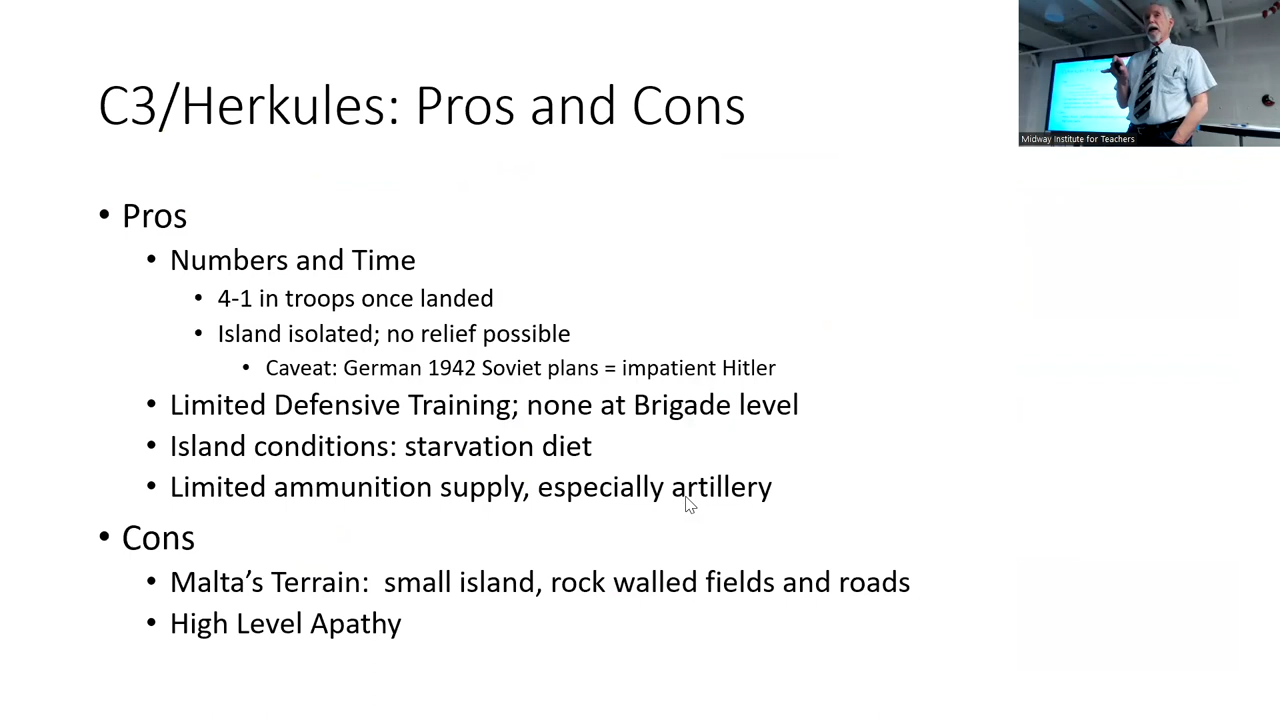 C3/Herkules: Pros and Cons
Midway Institute for Teachers
• Pros
• Numbers and Time
• 4-1 in troops once landed
• Island isolated; no relief possible
• Caveat: German 1942 Soviet plans = impatient Hitler
• Limited Defensive Training; none at Brigade level
• Island conditions: starvation diet
• Limited ammunition supply, especially artillery
• Cons
• Malta’s Terrain:  small island, rock walled fields and roads
• High Level Apathy